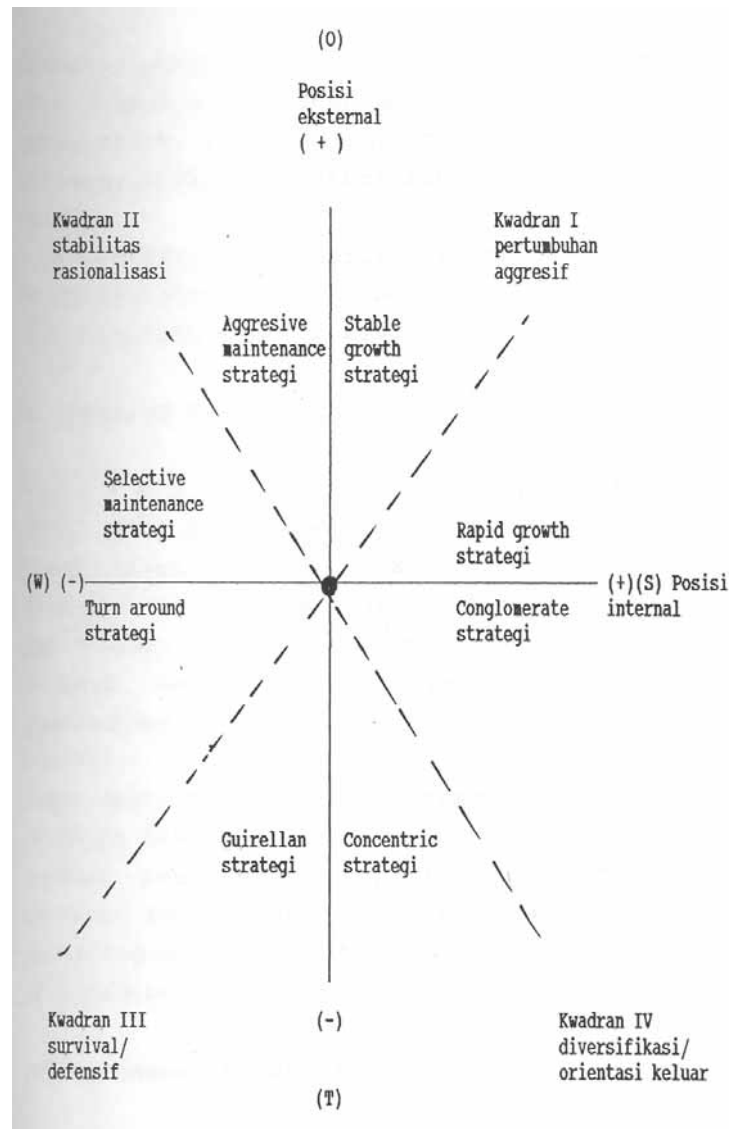 (O)
Posisi
eksternal
( + )
Kwadran II
stabilitas
rasionalisasi
Kwadran I
pertumbuhan
aggresif
Aggresive
maintenance
strategi
Stable
growth
strategi
Selective
maintenance
strategi
Rapid growth
strategi
(W) (-)
(+)(S) Posisi
internal
Turn around
strategi
Conglomerate
strategi
Guirellan
strategi
Concentric
strategi
Kwadran III
survival/
defensif
(-)
(T)
Kwadran IV
diversifikasi/
orientasi keluar